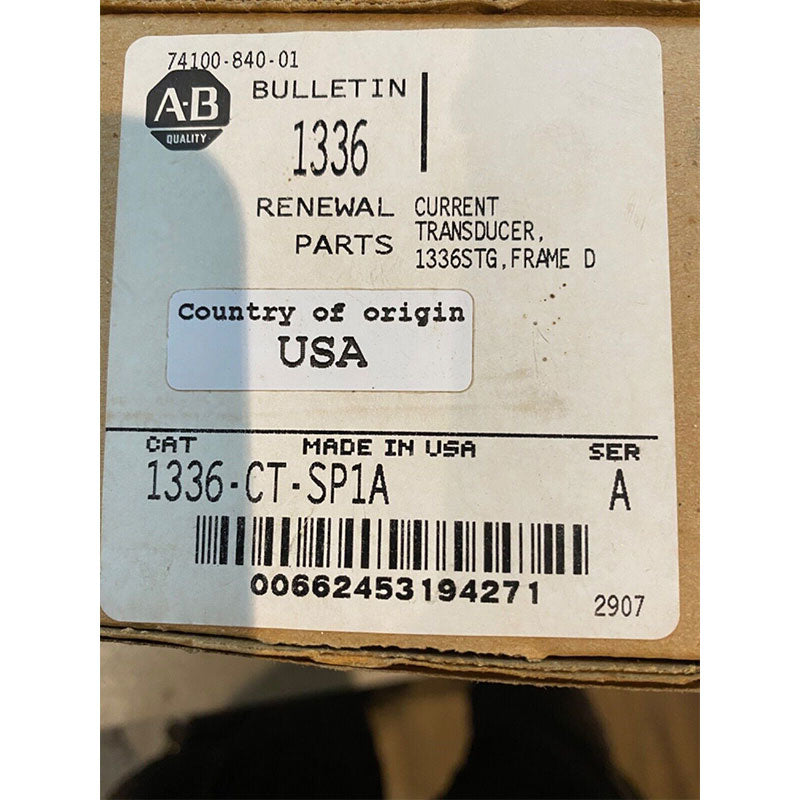 74100-840-01
A-B
QUALITY
BULLETIN
1336
RENEWAL
PARTS
CURRENT
TRANSDUCER,
1336STG, FRAME D
Country of origin
USA
CAT
MADE IN USA
SER
1336-CT-SP1A
A
00662453194271
2907